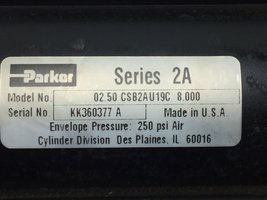 Parker Series 2A
Model No. 02.50 CSB2AU19C 8.000
Serial No. KK360377 A Made in U.S.A.
Envelope Pressure: 250 psi Air
Cylinder Division Des Plaines, IL 60016